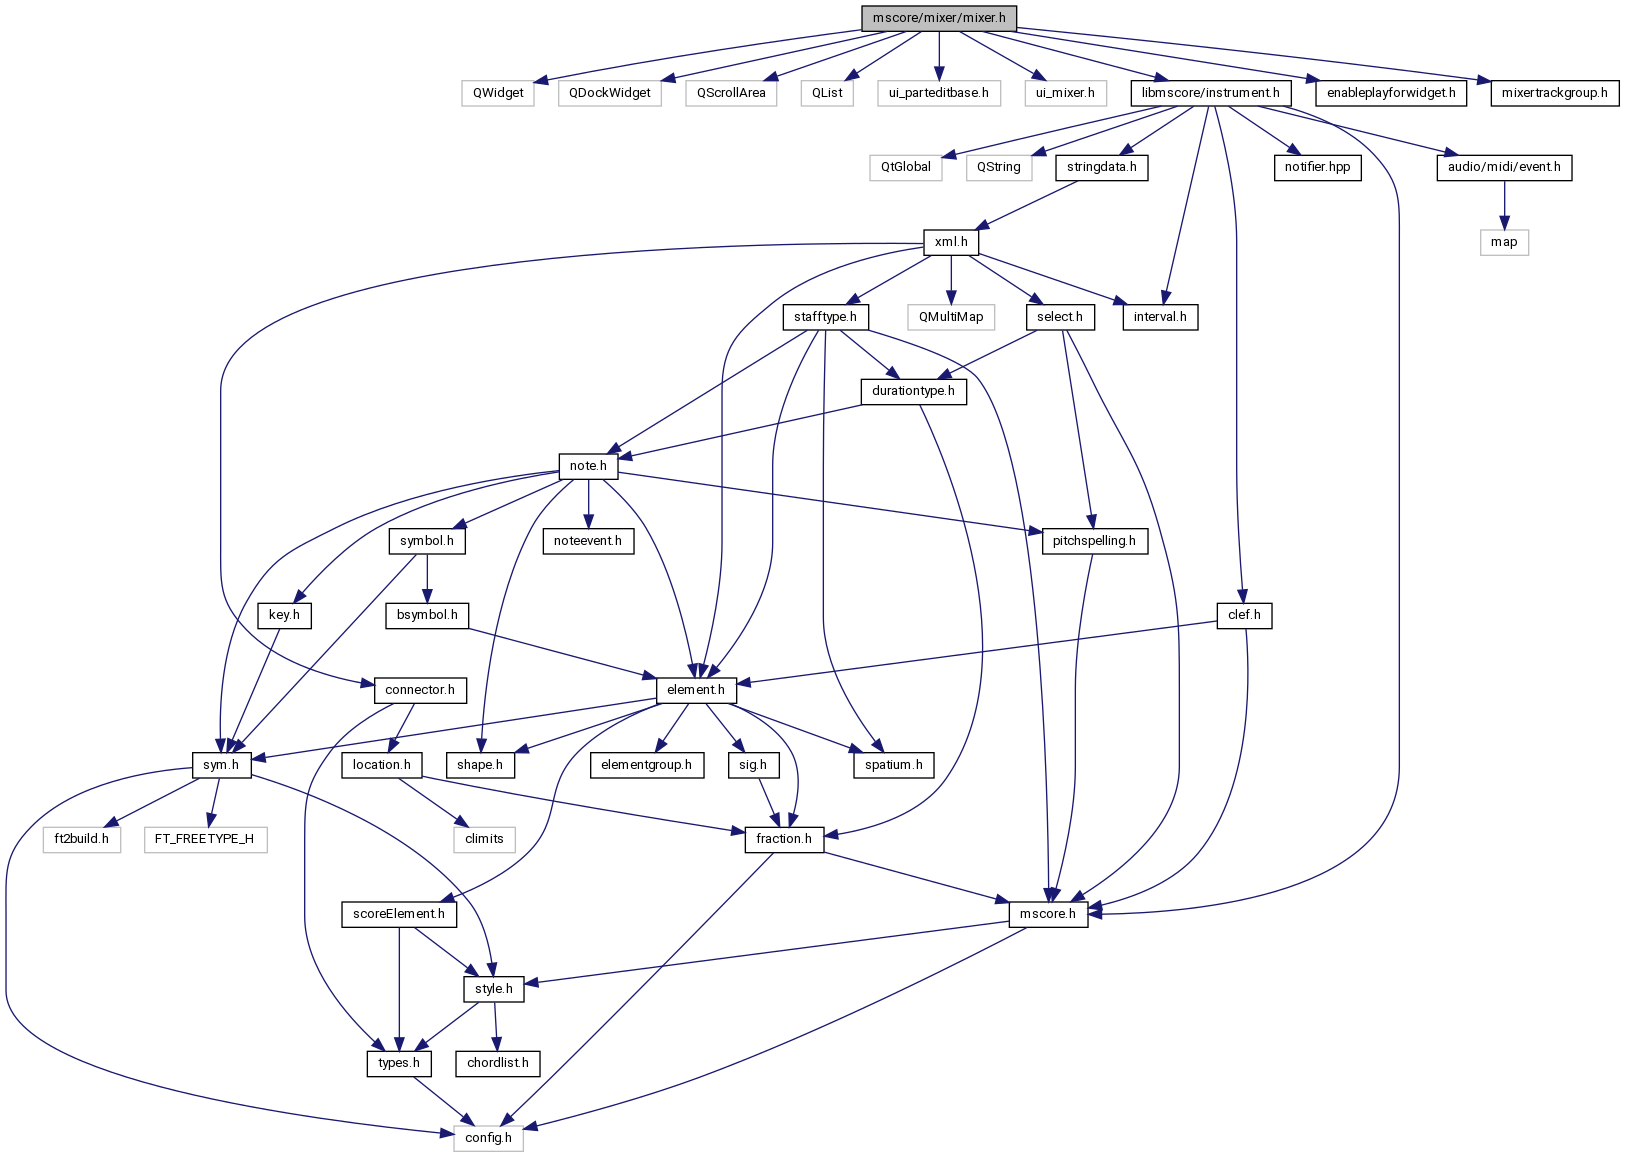 mscore/mixer/mixer.h
QWidget
QDockWidget
QScrollArea
QList
ui_parteditbase.h
ui_mixer.h
libmscore/instrument.h
enableplayforwidget.h
mixertrackgroup.h
QtGlobal
QString
stringdata.h
notifier.hpp
audio/midi/event.h
xml.h
map
stafftype.h
QMultiMap
select.h
interval.h
durationtype.h
note.h
symbol.h
noteevent.h
pitchspelling.h
key.h
bsymbol.h
clef.h
connector.h
element.h
sym.h
location.h
shape.h
elementgroup.h
sig.h
spatium.h
ft2build.h
FT_FREETYPE_H
climits
fraction.h
scoreElement.h
mscore.h
style.h
types.h
chordlist.h
config.h